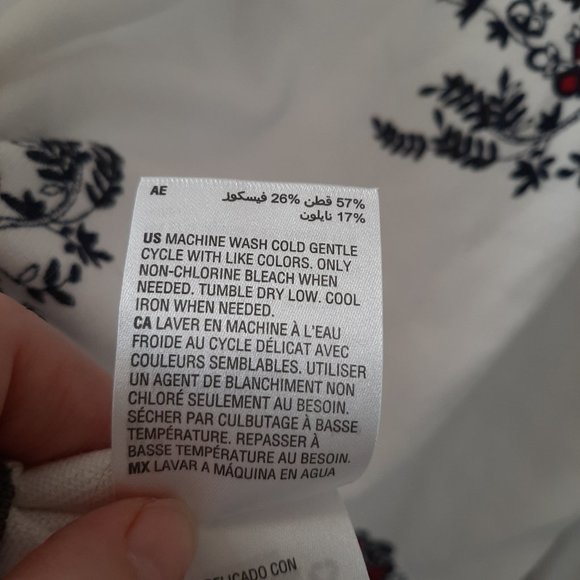 AE
57% قطن 26% فيسكوز
17% نايلون
US MACHINE WASH COLD GENTLE
CYCLE WITH LIKE COLORS. ONLY
NON-CHLORINE BLEACH WHEN
NEEDED. TUMBLE DRY LOW. COOL
IRON WHEN NEEDED.
CA LAVER EN MACHINE À L'EAU
FROIDE AU CYCLE DÉLICAT AVEC
COULEURS SEMBLABLES. UTILISER
UN AGENT DE BLANCHIMENT NON
CHLORÉ SEULEMENT AU BESOIN.
SÉCHER PAR CULBUTAGE À BASSE
TEMPÉRATURE. REPASSER À
BASSE TEMPÉRATURE AU BESOIN.
MX LAVAR A MÁQUINA EN AGUA
CON